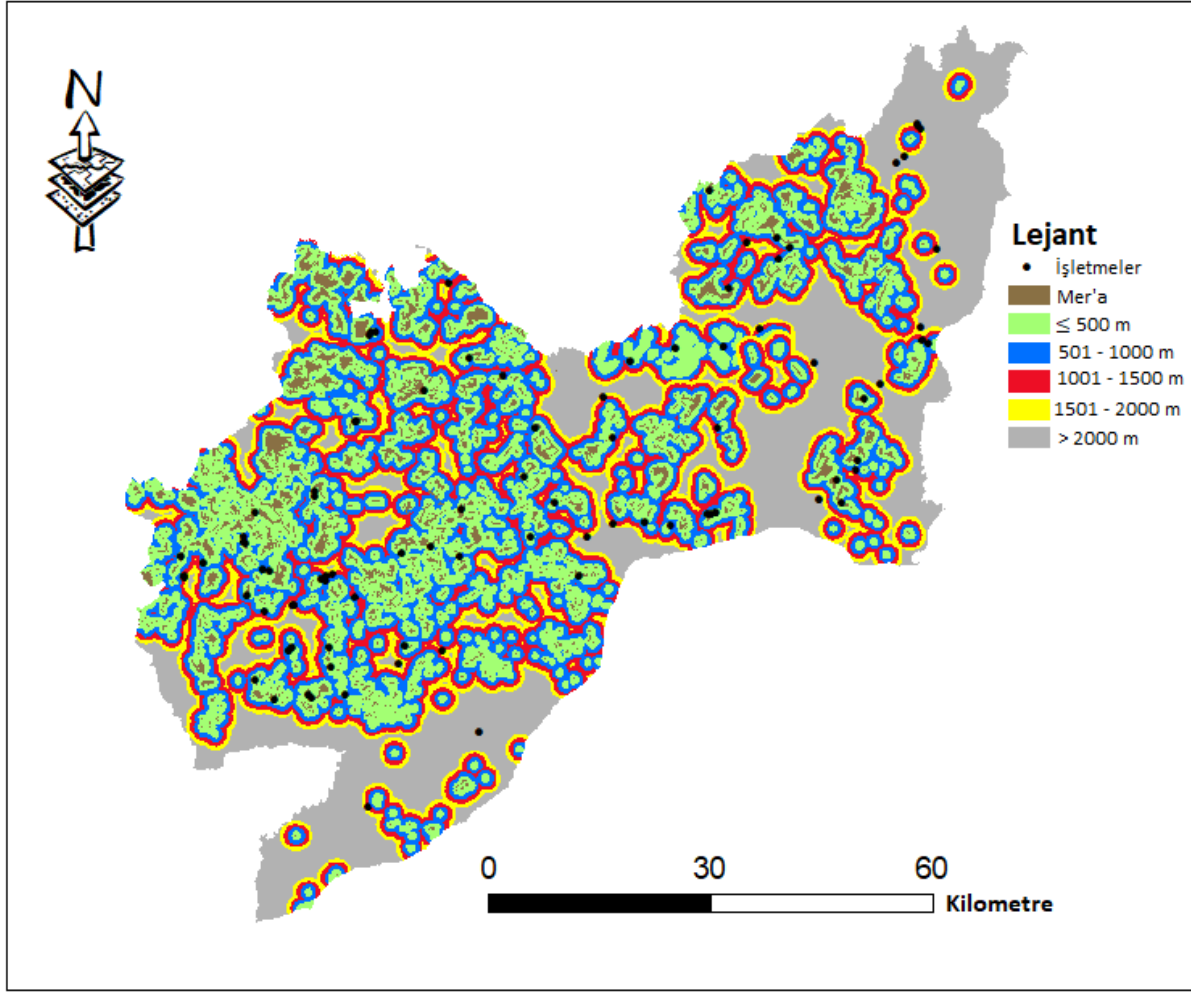 N
Lejant
İşletmeler
Mer'a
≤ 500 m
501 - 1000 m
1001 - 1500 m
1501 - 2000 m
> 2000 m
0 30 60
Kilometre